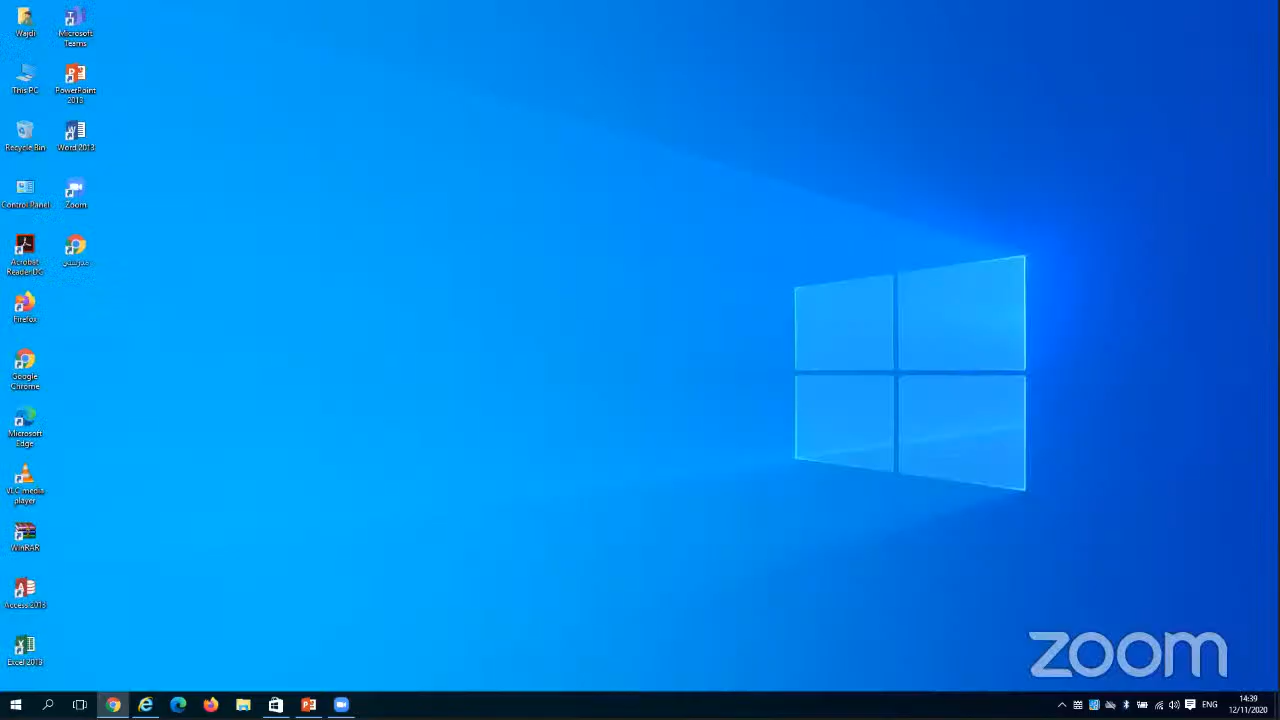 Wajdi
Microsoft
Teams
This PC
PowerPoint
2013
Recycle Bin
Word 2013
Control Panel
Zoom
Acrobat
Reader DC
مدرستي
Firefox
Google
Chrome
Microsoft
Edge
VLC media
player
WinRAR
Access 2013
Excel 2013
zoom
ENG
14:39
12/11/2020